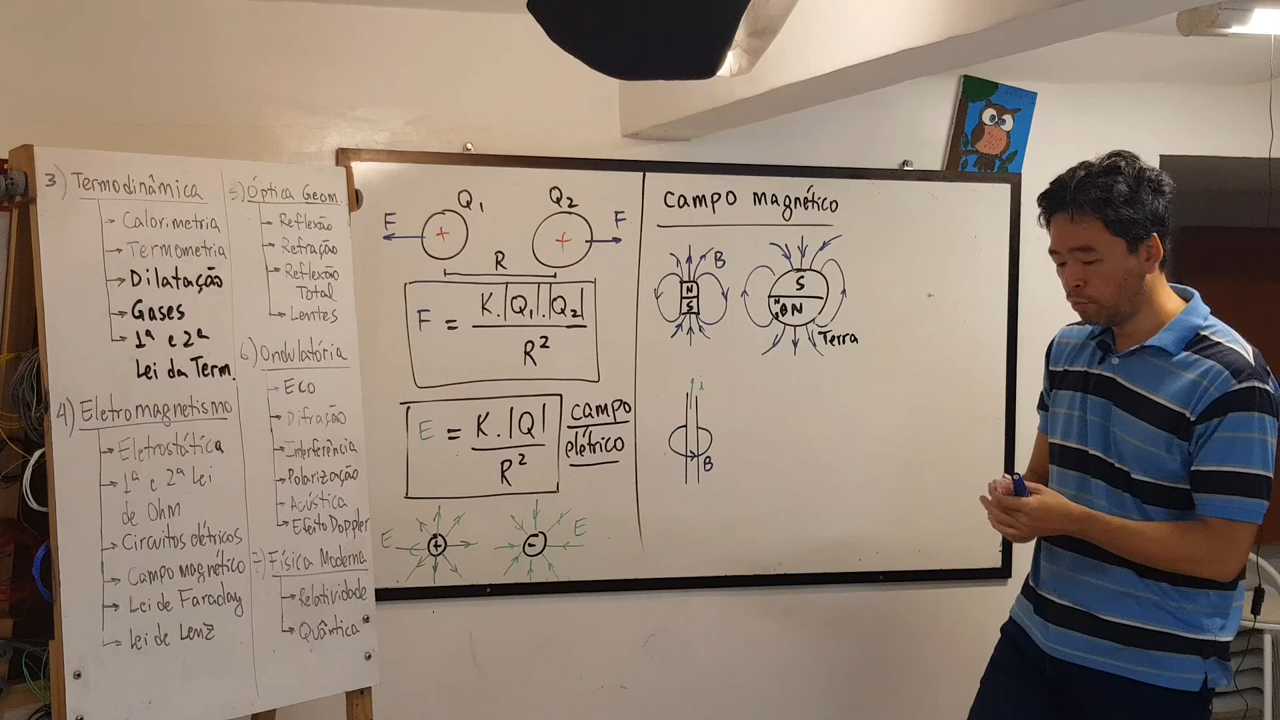 3) Termodinâmica
Calorimetria
Termometria
Dilatação
Gases
1ª e 2ª
Lei da Term.
4) Eletromagnetismo
Eletrostática
1ª e 2ª Lei
de Ohm
Circuitos elétricos
Campo magnético
Lei de Faraday
Lei de Lenz
5) Óptica Geom.
Reflexão
Refração
Reflexão
Total
Lentes
6) Ondulatória
Eco
Difração
Interferência
Polarização
Acústica
Efeito Doppler
7) Física Moderna
Relatividade
Quântica
Q1 Q2
F + + F
R
F = K.|Q1|.|Q2|
R²
E = K.|Q|
R²
campo
elétrico
E + - E
campo magnético
B
N
S
S
N
Terra
i
B